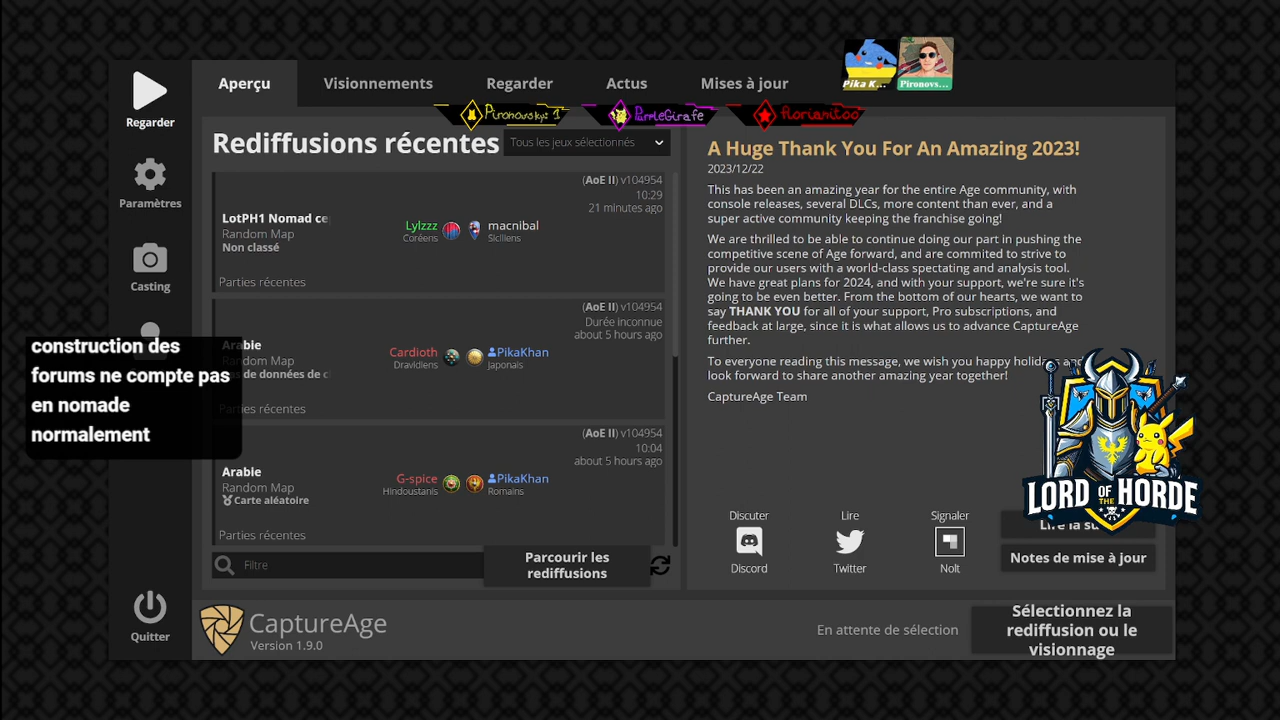 Aperçu
Visionnements
Regarder
Actus
Mises à jour
Pika K...
Pironovs...
Pironovsky: 1
PurpleGirafe
florianitoo
Regarder
Paramètres
Casting
Quitter
construction des
forums ne compte pas
en nomade
normalement
Rediffusions récentes
Tous les jeux sélectionnés
(AoE II) v104954
10:29
21 minutes ago
LotPH1 Nomad
Random Map
Non classé
Lylzzz
Coréens
macnibal
Siciliens
Parties récentes
(AoE II) v104954
Durée inconnue
about 5 hours ago
Arabie
Random Map
de données de
Cardioth
Dravidiens
PikaKhan
Japonais
Parties récentes
(AoE II) v104954
10:04
about 5 hours ago
Arabie
Random Map
Carte aléatoire
G-spice
Hindoustanis
PikaKhan
Romains
Parties récentes
Filtre
Parcourir les
rediffusions
A Huge Thank You For An Amazing 2023!
2023/12/22
This has been an amazing year for the entire Age community, with
console releases, several DLCs, more content than ever, and a
super active community keeping the franchise going!
We are thrilled to be able to continue doing our part in pushing the
competitive scene of Age forward, and are commited to strive to
provide our users with a world-class spectating and analysis tool.
We have great plans for 2024, and with your support, we're sure it's
going to be even better. From the bottom of our hearts, we want to
say THANK YOU for all of your support, Pro subscriptions, and
feedback at large, since it is what allows us to advance CaptureAge
further.
To everyone reading this message, we wish you happy holidays and
look forward to share another amazing year together!
CaptureAge Team
LORD OF THE HORDE
Discuter
Discord
Lire
Twitter
Signaler
Nolt
Lire la su
Notes de mise à jour
CaptureAge
Version 1.9.0
En attente de sélection
Sélectionnez la
rediffusion ou le
visionnage